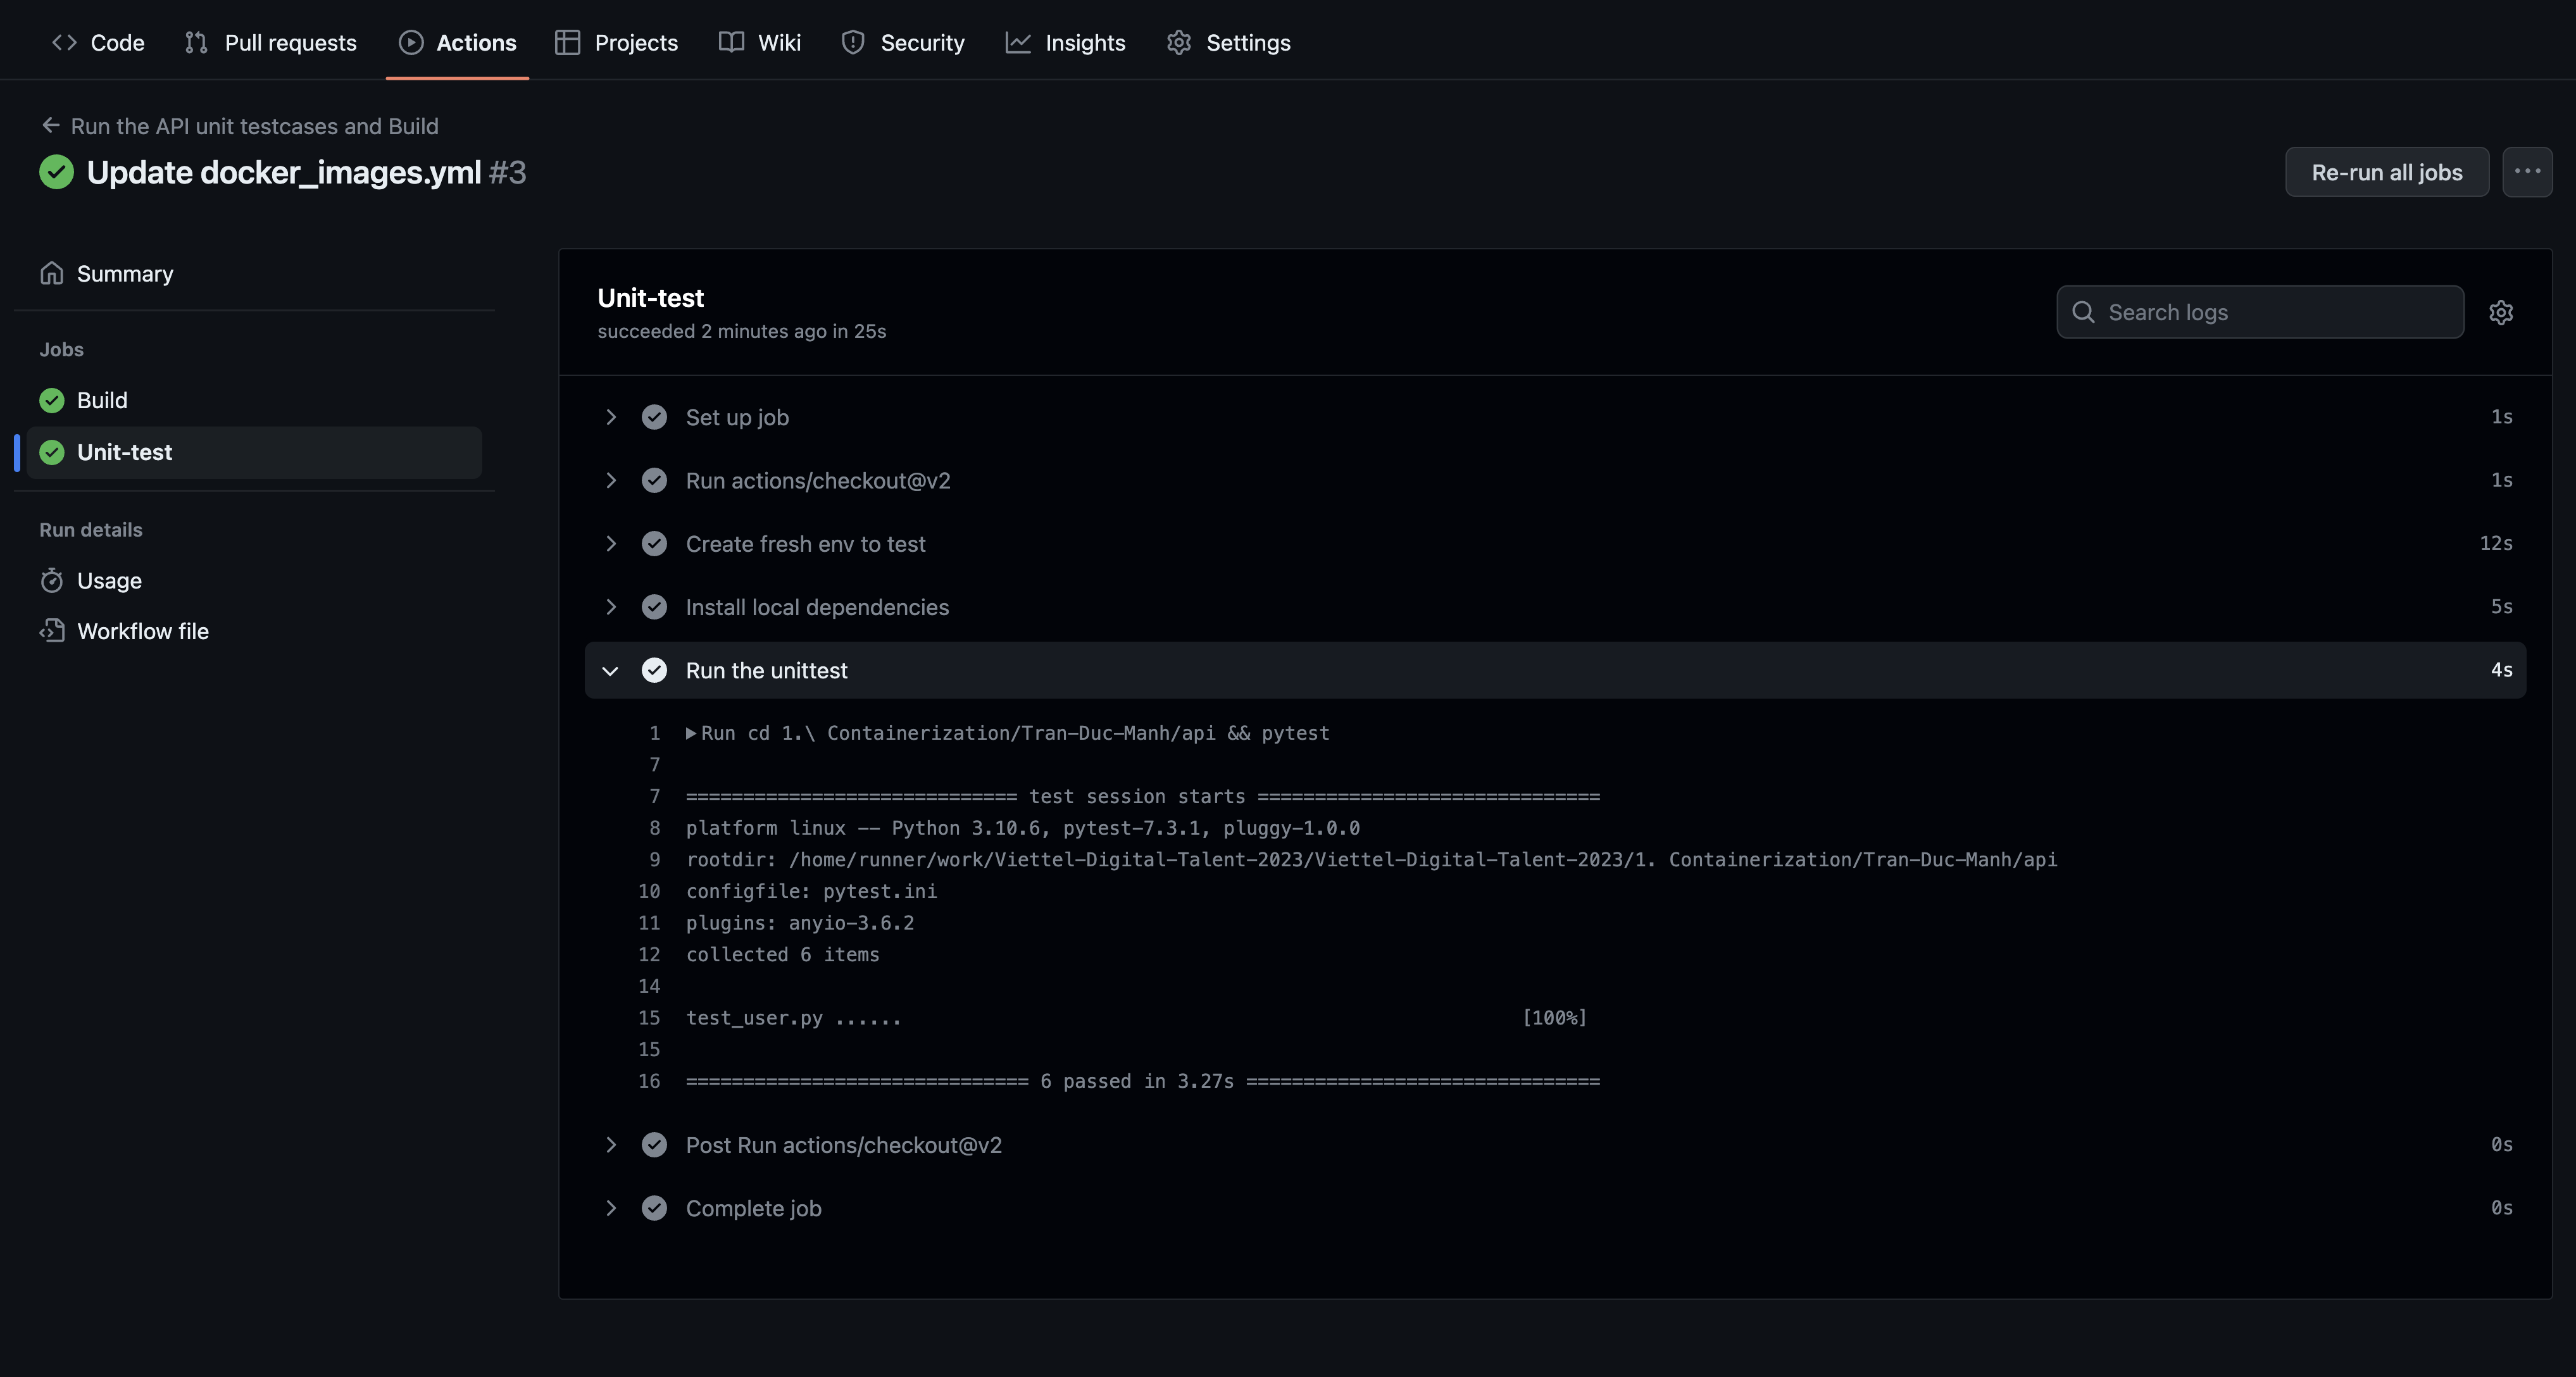 Code Pull requests Actions Projects Wiki Security Insights Settings
Run the API unit testcases and Build
Update docker_images.yml #3
Re-run all jobs
Summary
Jobs
Build
Unit-test
Run details
Usage
Workflow file
Unit-test
succeeded 2 minutes ago in 25s
Search logs
Set up job 1s
Run actions/checkout@v2 1s
Create fresh env to test 12s
Install local dependencies 5s
Run the unittest 4s
1 Run cd 1.\ Containerization/Tran-Duc-Manh/api && pytest
7
7 ============================= test session starts ==============================
8 platform linux -- Python 3.10.6, pytest-7.3.1, pluggy-1.0.0
9 rootdir: /home/runner/work/Viettel-Digital-Talent-2023/Viettel-Digital-Talent-2023/1. Containerization/Tran-Duc-Manh/api
10 configfile: pytest.ini
11 plugins: anyio-3.6.2
12 collected 6 items
14
15 test_user.py ...... [100%]
15
16 ============================== 6 passed in 3.27s ===============================
Post Run actions/checkout@v2 0s
Complete job 0s